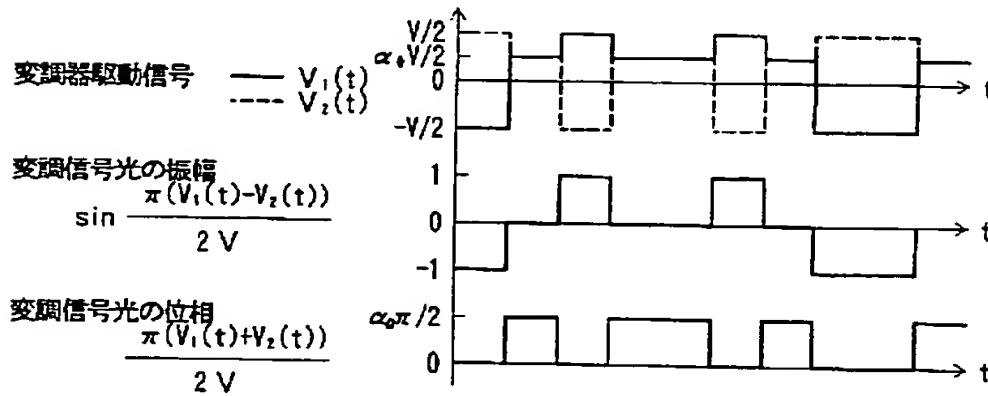 変調器駆動信号 V₁(t)
V₂(t)
V/2
α₀V/2
0
-V/2
t
変調信号光の振幅
sin π(V₁(t)-V₂(t))
2V
1
0
-1
t
変調信号光の位相
π(V₁(t)+V₂(t))
2V
α₀π/2
0
t